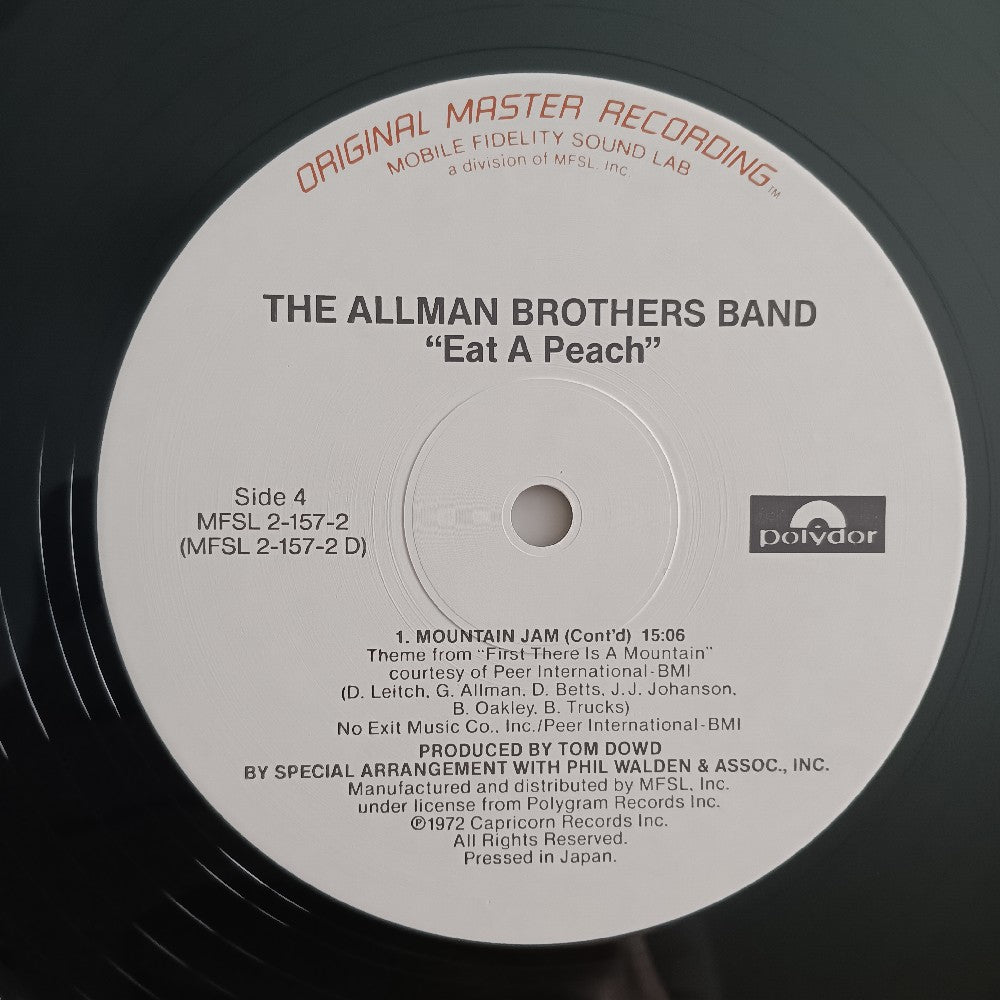 ORIGINAL MASTER RECORDING
TM
MOBILE FIDELITY SOUND LAB
a division of MFSL, Inc.
THE ALLMAN BROTHERS BAND
“Eat A Peach”
Side 4
MFSL 2-157-2
(MFSL 2-157-2 D)
polydor
1. MOUNTAIN JAM (Cont'd) 15:06
Theme from “First There Is A Mountain”
courtesy of Peer International-BMI
(D. Leitch, G. Allman, D. Betts, J.J. Johanson,
B. Oakley, B. Trucks)
No Exit Music Co., Inc./Peer International-BMI
PRODUCED BY TOM DOWD
BY SPECIAL ARRANGEMENT WITH PHIL WALDEN & ASSOC., INC.
Manufactured and distributed by MFSL, Inc.
under license from Polygram Records Inc.
℗1972 Capricorn Records Inc.
All Rights Reserved.
Pressed in Japan.